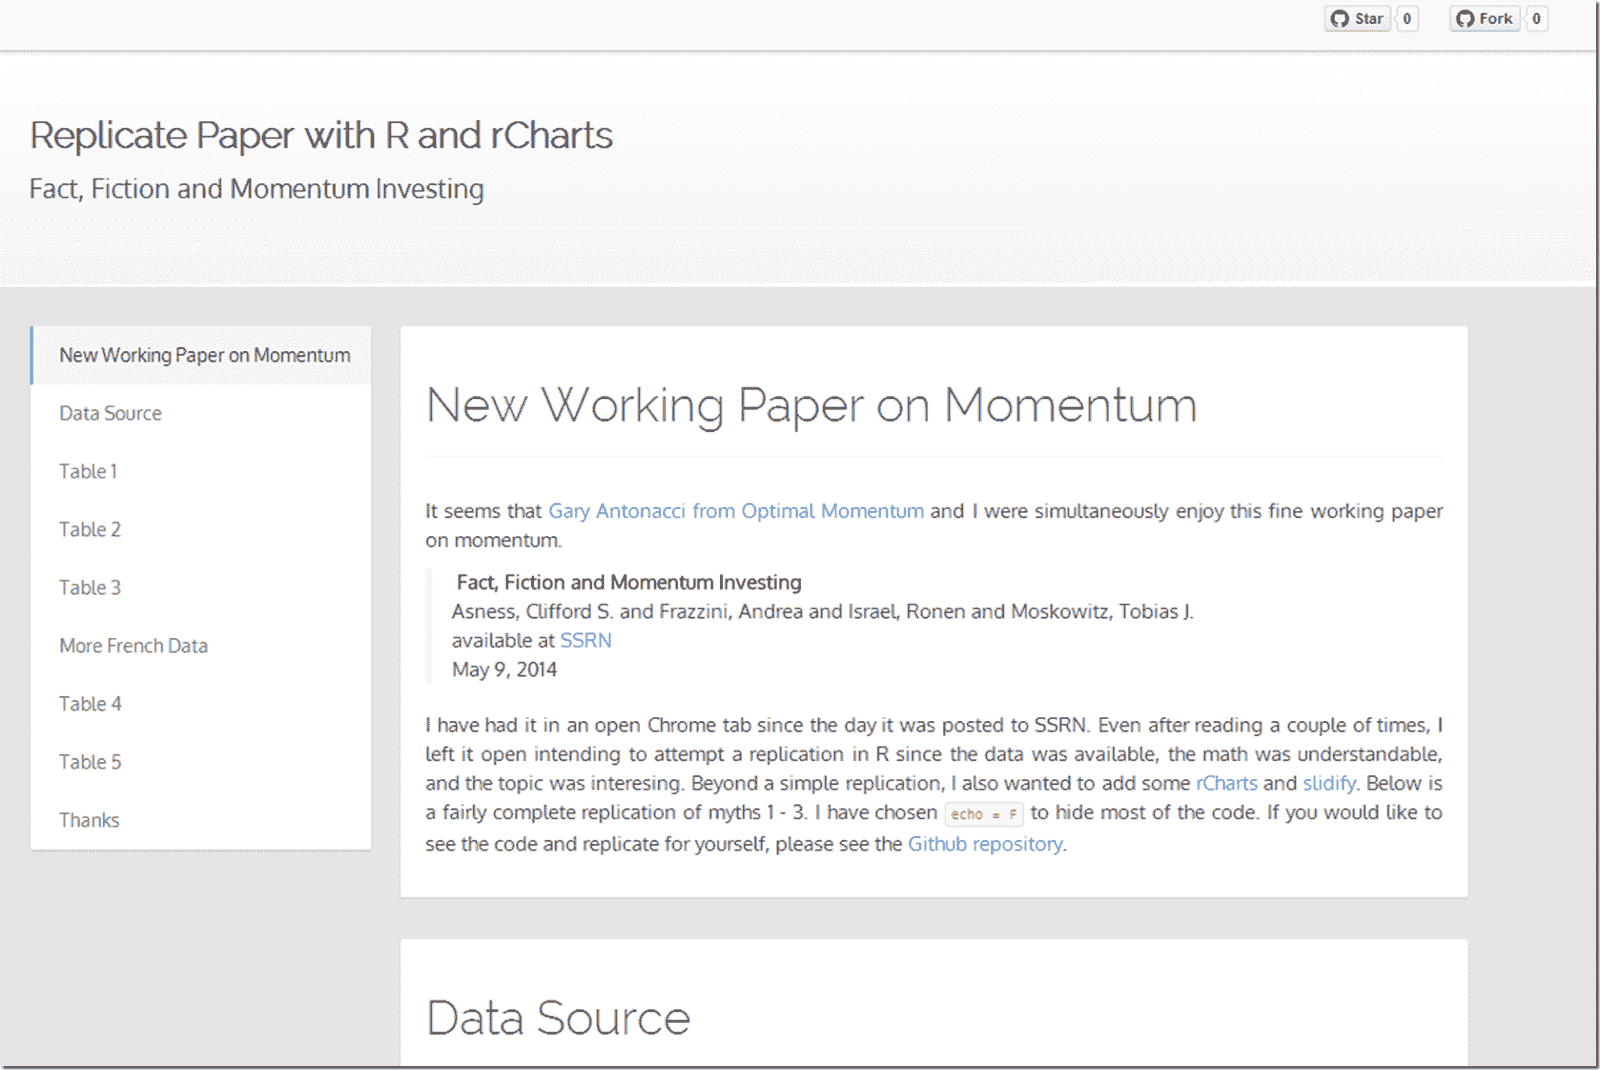 Star 0 Fork 0
Replicate Paper with R and rCharts
Fact, Fiction and Momentum Investing
New Working Paper on Momentum
Data Source
Table 1
Table 2
Table 3
More French Data
Table 4
Table 5
Thanks
New Working Paper on Momentum
It seems that Gary Antonacci from Optimal Momentum and I were simultaneously enjoy this fine working paper
on momentum.
Fact, Fiction and Momentum Investing
Asness, Clifford S. and Frazzini, Andrea and Israel, Ronen and Moskowitz, Tobias J.
available at SSRN
May 9, 2014
I have had it in an open Chrome tab since the day it was posted to SSRN. Even after reading a couple of times, I
left it open intending to attempt a replication in R since the data was available, the math was understandable,
and the topic was interesing. Beyond a simple replication, I also wanted to add some rCharts and slidify. Below is
a fairly complete replication of myths 1 - 3. I have chosen echo = F to hide most of the code. If you would like to
see the code and replicate for yourself, please see the Github repository.
Data Source